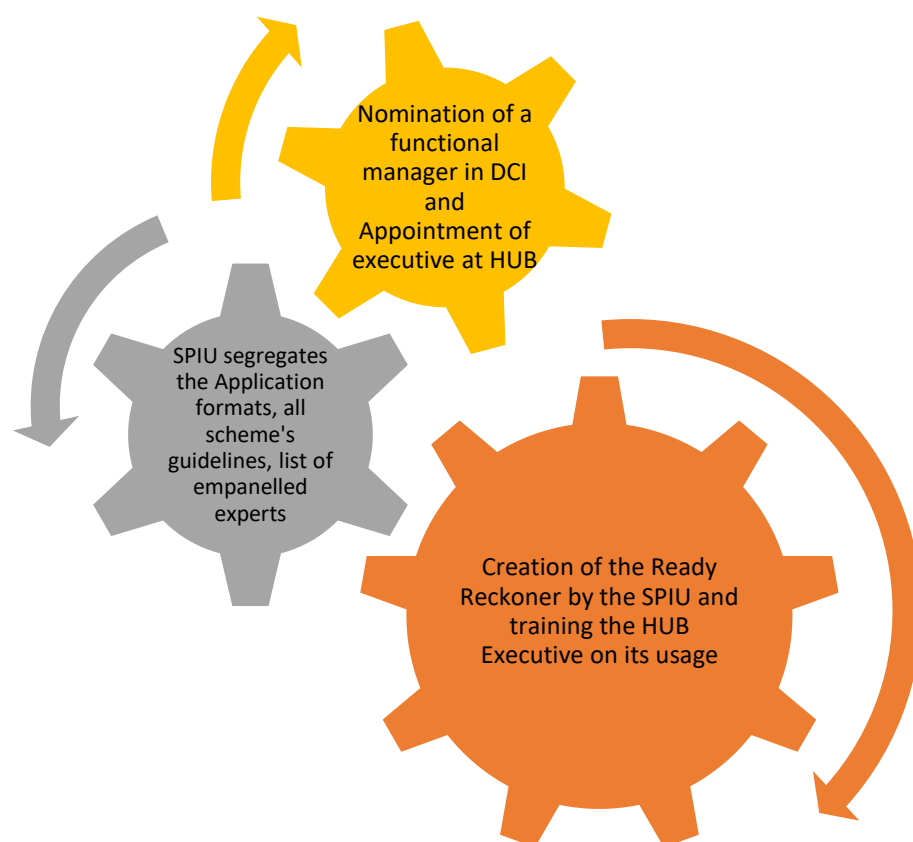 Nomination of a
functional
manager in DCI
and
Appointment of
executive at HUB
SPIU segregates
the Application
formats, all
scheme's
guidelines, list of
empanelled
experts
Creation of the Ready
Reckoner by the SPIU and
training the HUB
Executive on its usage